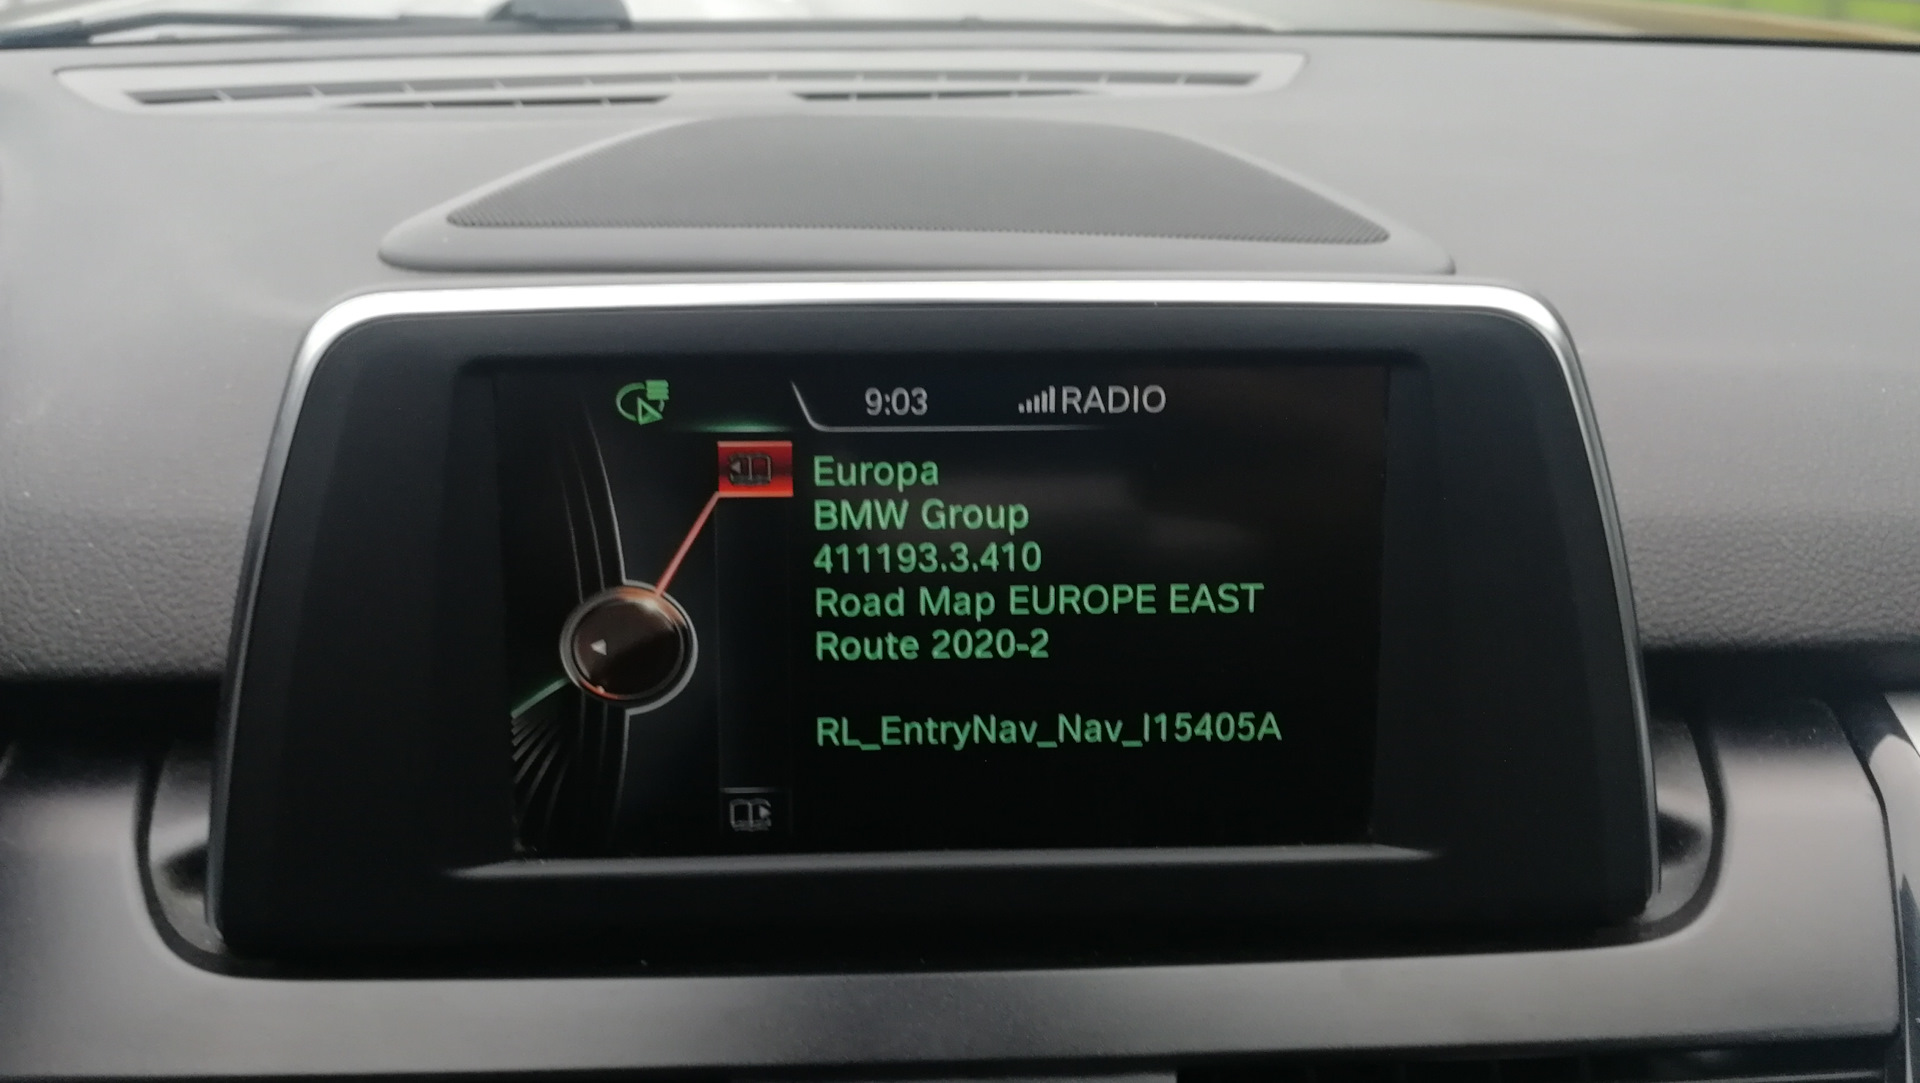 9:03 RADIO
Europa
BMW Group
411193.3.410
Road Map EUROPE EAST
Route 2020-2
RL_EntryNav_Nav_I15405A